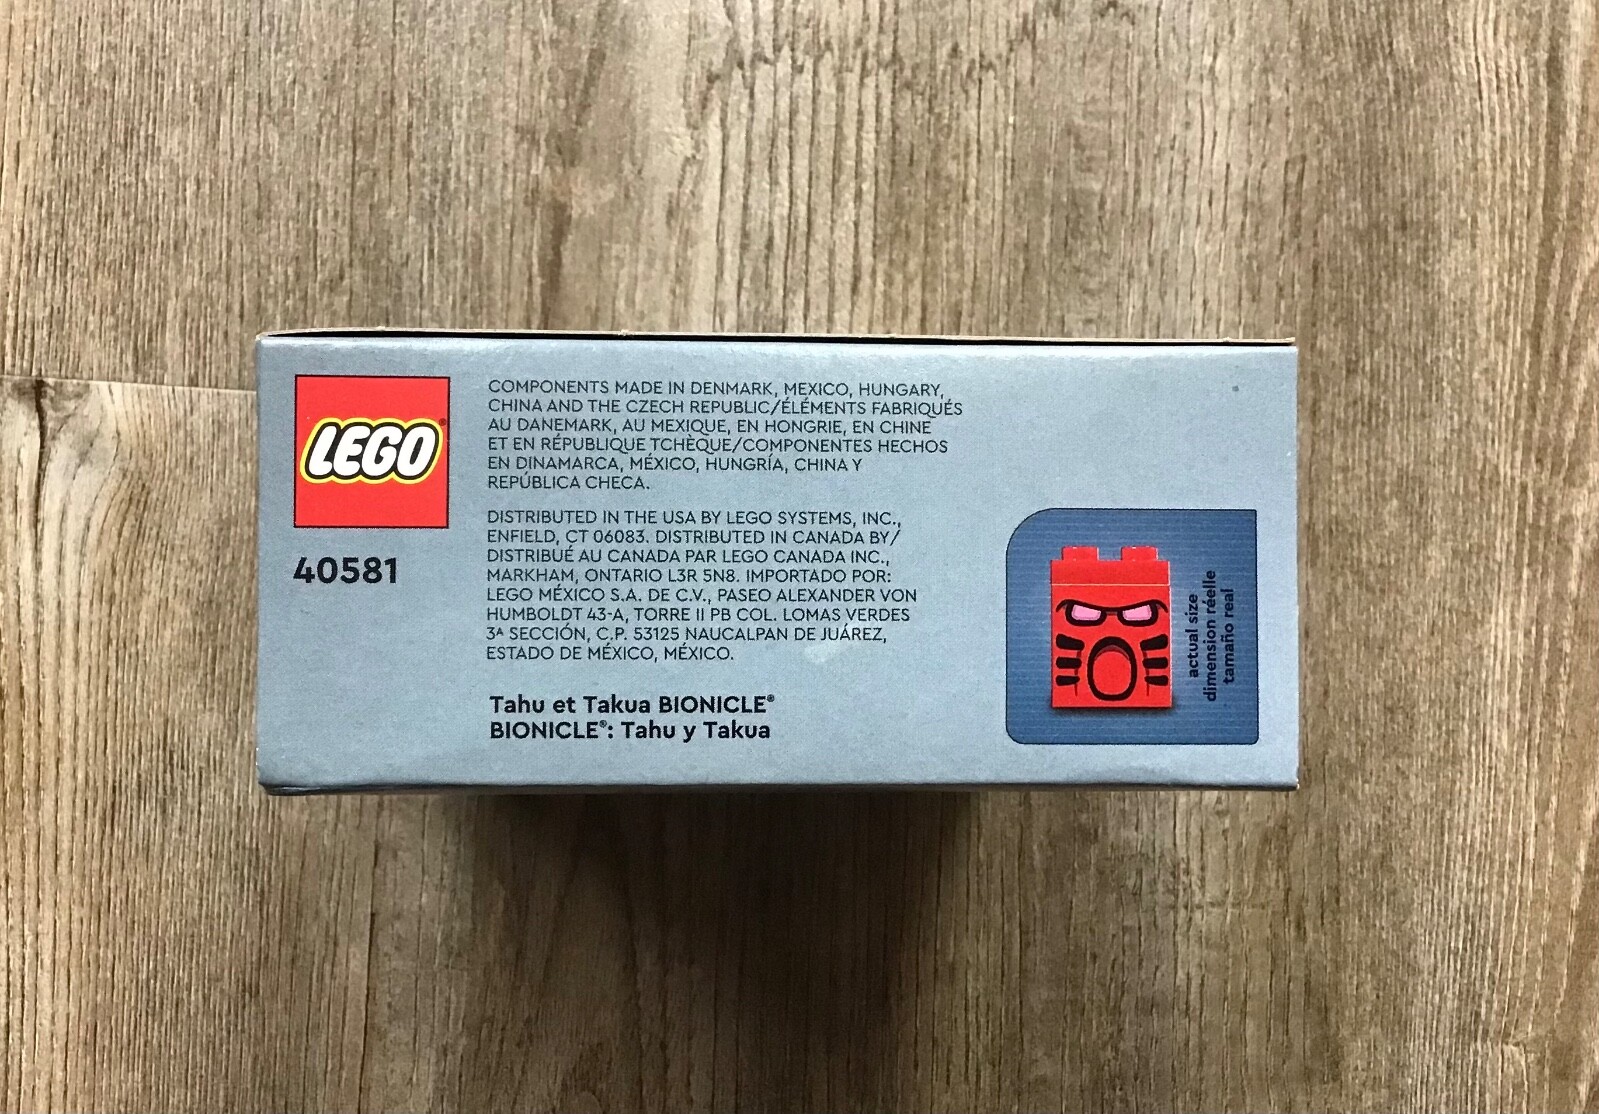 LEGO®
40581
COMPONENTS MADE IN DENMARK, MEXICO, HUNGARY,
CHINA AND THE CZECH REPUBLIC/ÉLÉMENTS FABRIQUÉS
AU DANEMARK, AU MEXIQUE, EN HONGRIE, EN CHINE
ET EN RÉPUBLIQUE TCHÈQUE/COMPONENTES HECHOS
EN DINAMARCA, MÉXICO, HUNGRÍA, CHINA Y
REPÚBLICA CHECA.
DISTRIBUTED IN THE USA BY LEGO SYSTEMS, INC.,
ENFIELD, CT 06083. DISTRIBUTED IN CANADA BY/
DISTRIBUÉ AU CANADA PAR LEGO CANADA INC.,
MARKHAM, ONTARIO L3R 5N8. IMPORTADO POR:
LEGO MÉXICO S.A. DE C.V., PASEO ALEXANDER VON
HUMBOLDT 43-A, TORRE II PB COL. LOMAS VERDES
3ª SECCIÓN, C.P. 53125 NAUCALPAN DE JUÁREZ,
ESTADO DE MÉXICO, MÉXICO.
Tahu et Takua BIONICLE®
BIONICLE®: Tahu y Takua
actual size
dimension réelle
tamaño real